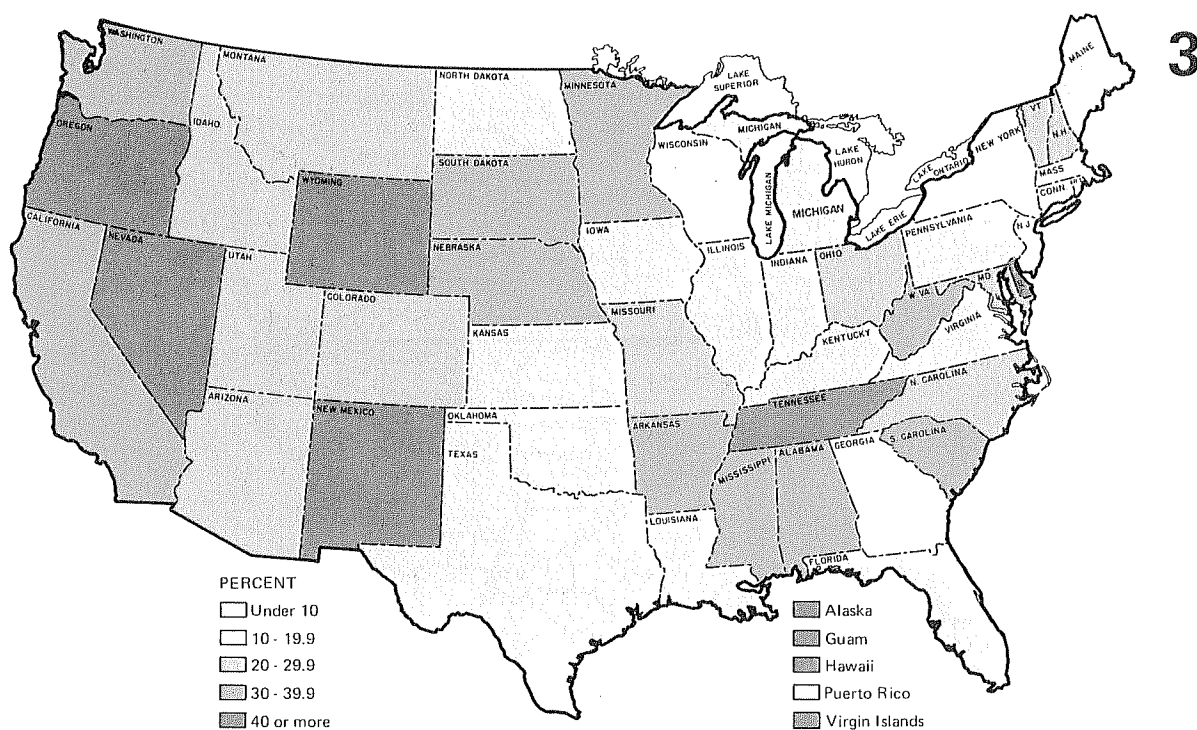 3
WASHINGTON
MONTANA
NORTH DAKOTA
MINNESOTA
LAKE SUPERIOR
MAINE
OREGON
IDAHO
WYOMING
SOUTH DAKOTA
WISCONSIN
MICHIGAN
LAKE HURON
LAKE MICHIGAN
MICHIGAN
LAKE ONTARIO
NEW YORK
VT
N.H.
MASS
CONN
LAKE ERIE
PENNSYLVANIA
N J
CALIFORNIA
NEVADA
UTAH
COLORADO
NEBRASKA
IOWA
ILLINOIS
INDIANA
OHIO
W VA.
MD.
VIRGINIA
KANSAS
MISSOURI
KENTUCKY
ARIZONA
NEW MEXICO
OKLAHOMA
TEXAS
ARKANSAS
TENNESSEE
N. CAROLINA
S. CAROLINA
MISSISSIPPI
ALABAMA
GEORGIA
LOUISIANA
FLORIDA
PERCENT
Under 10
10 - 19.9
20 - 29.9
30 - 39.9
40 or more
Alaska
Guam
Hawaii
Puerto Rico
Virgin Islands